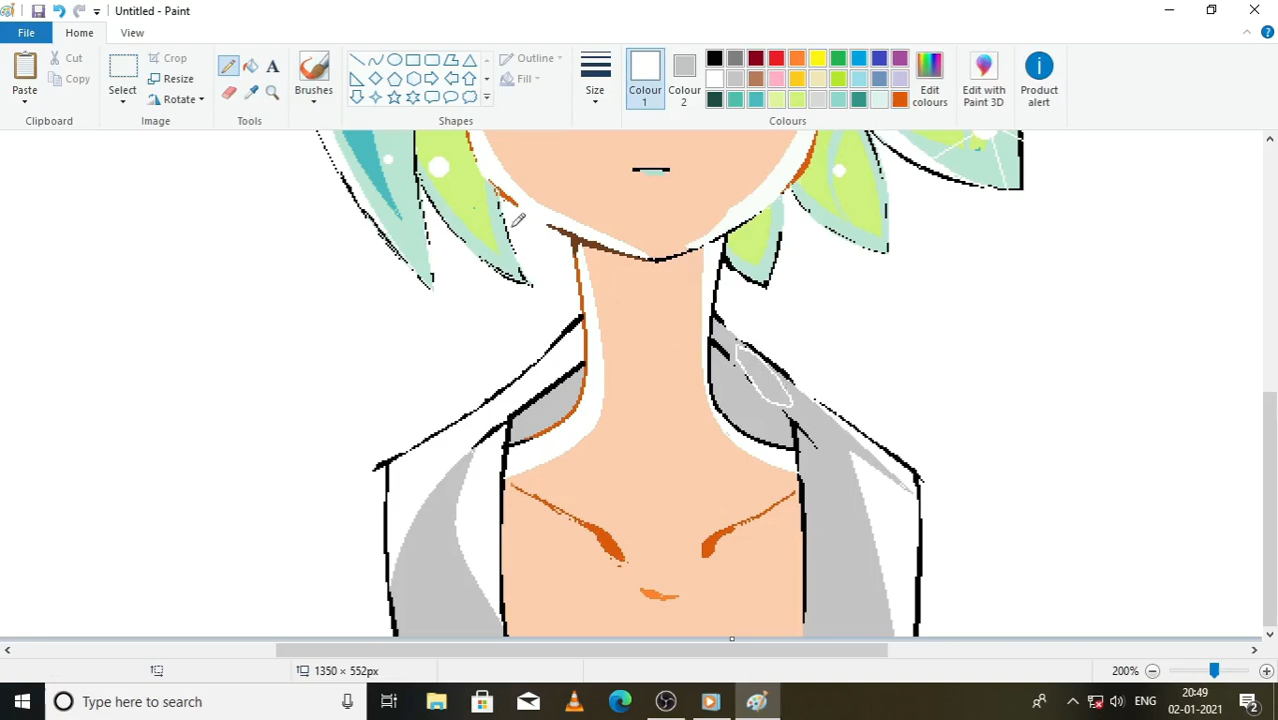 Untitled - Paint
File Home View
Paste
Cut
Copy
Clipboard
Select
Crop
Resize
Rotate
Image
A
Tools
Brushes
Shapes
Outline
Fill
Size
Colour 1
Colour 2
Edit colours
Colours
Edit with Paint 3D
Product alert
1350 × 552px
200%
Type here to search
ENG
20:49
02-01-2021
2